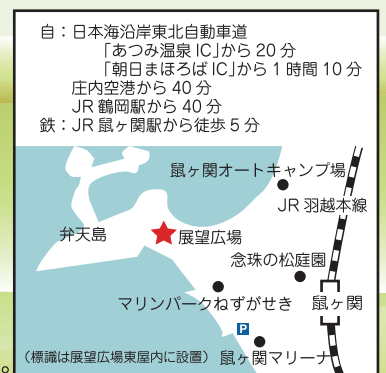 自：日本海沿岸東北自動車道
「あつみ温泉IC」から20分
「朝日まほろばIC」から1時間10分
庄内空港から40分
JR鶴岡駅から40分
鉄：JR鼠ヶ関駅から徒歩5分
鼠ヶ関オートキャンプ場
JR羽越本線
弁天島
展望広場
念珠の松庭園
マリンパークねずがせき
鼠ヶ関
P
（標識は展望広場東屋内に設置）
鼠ヶ関マリーナ
。